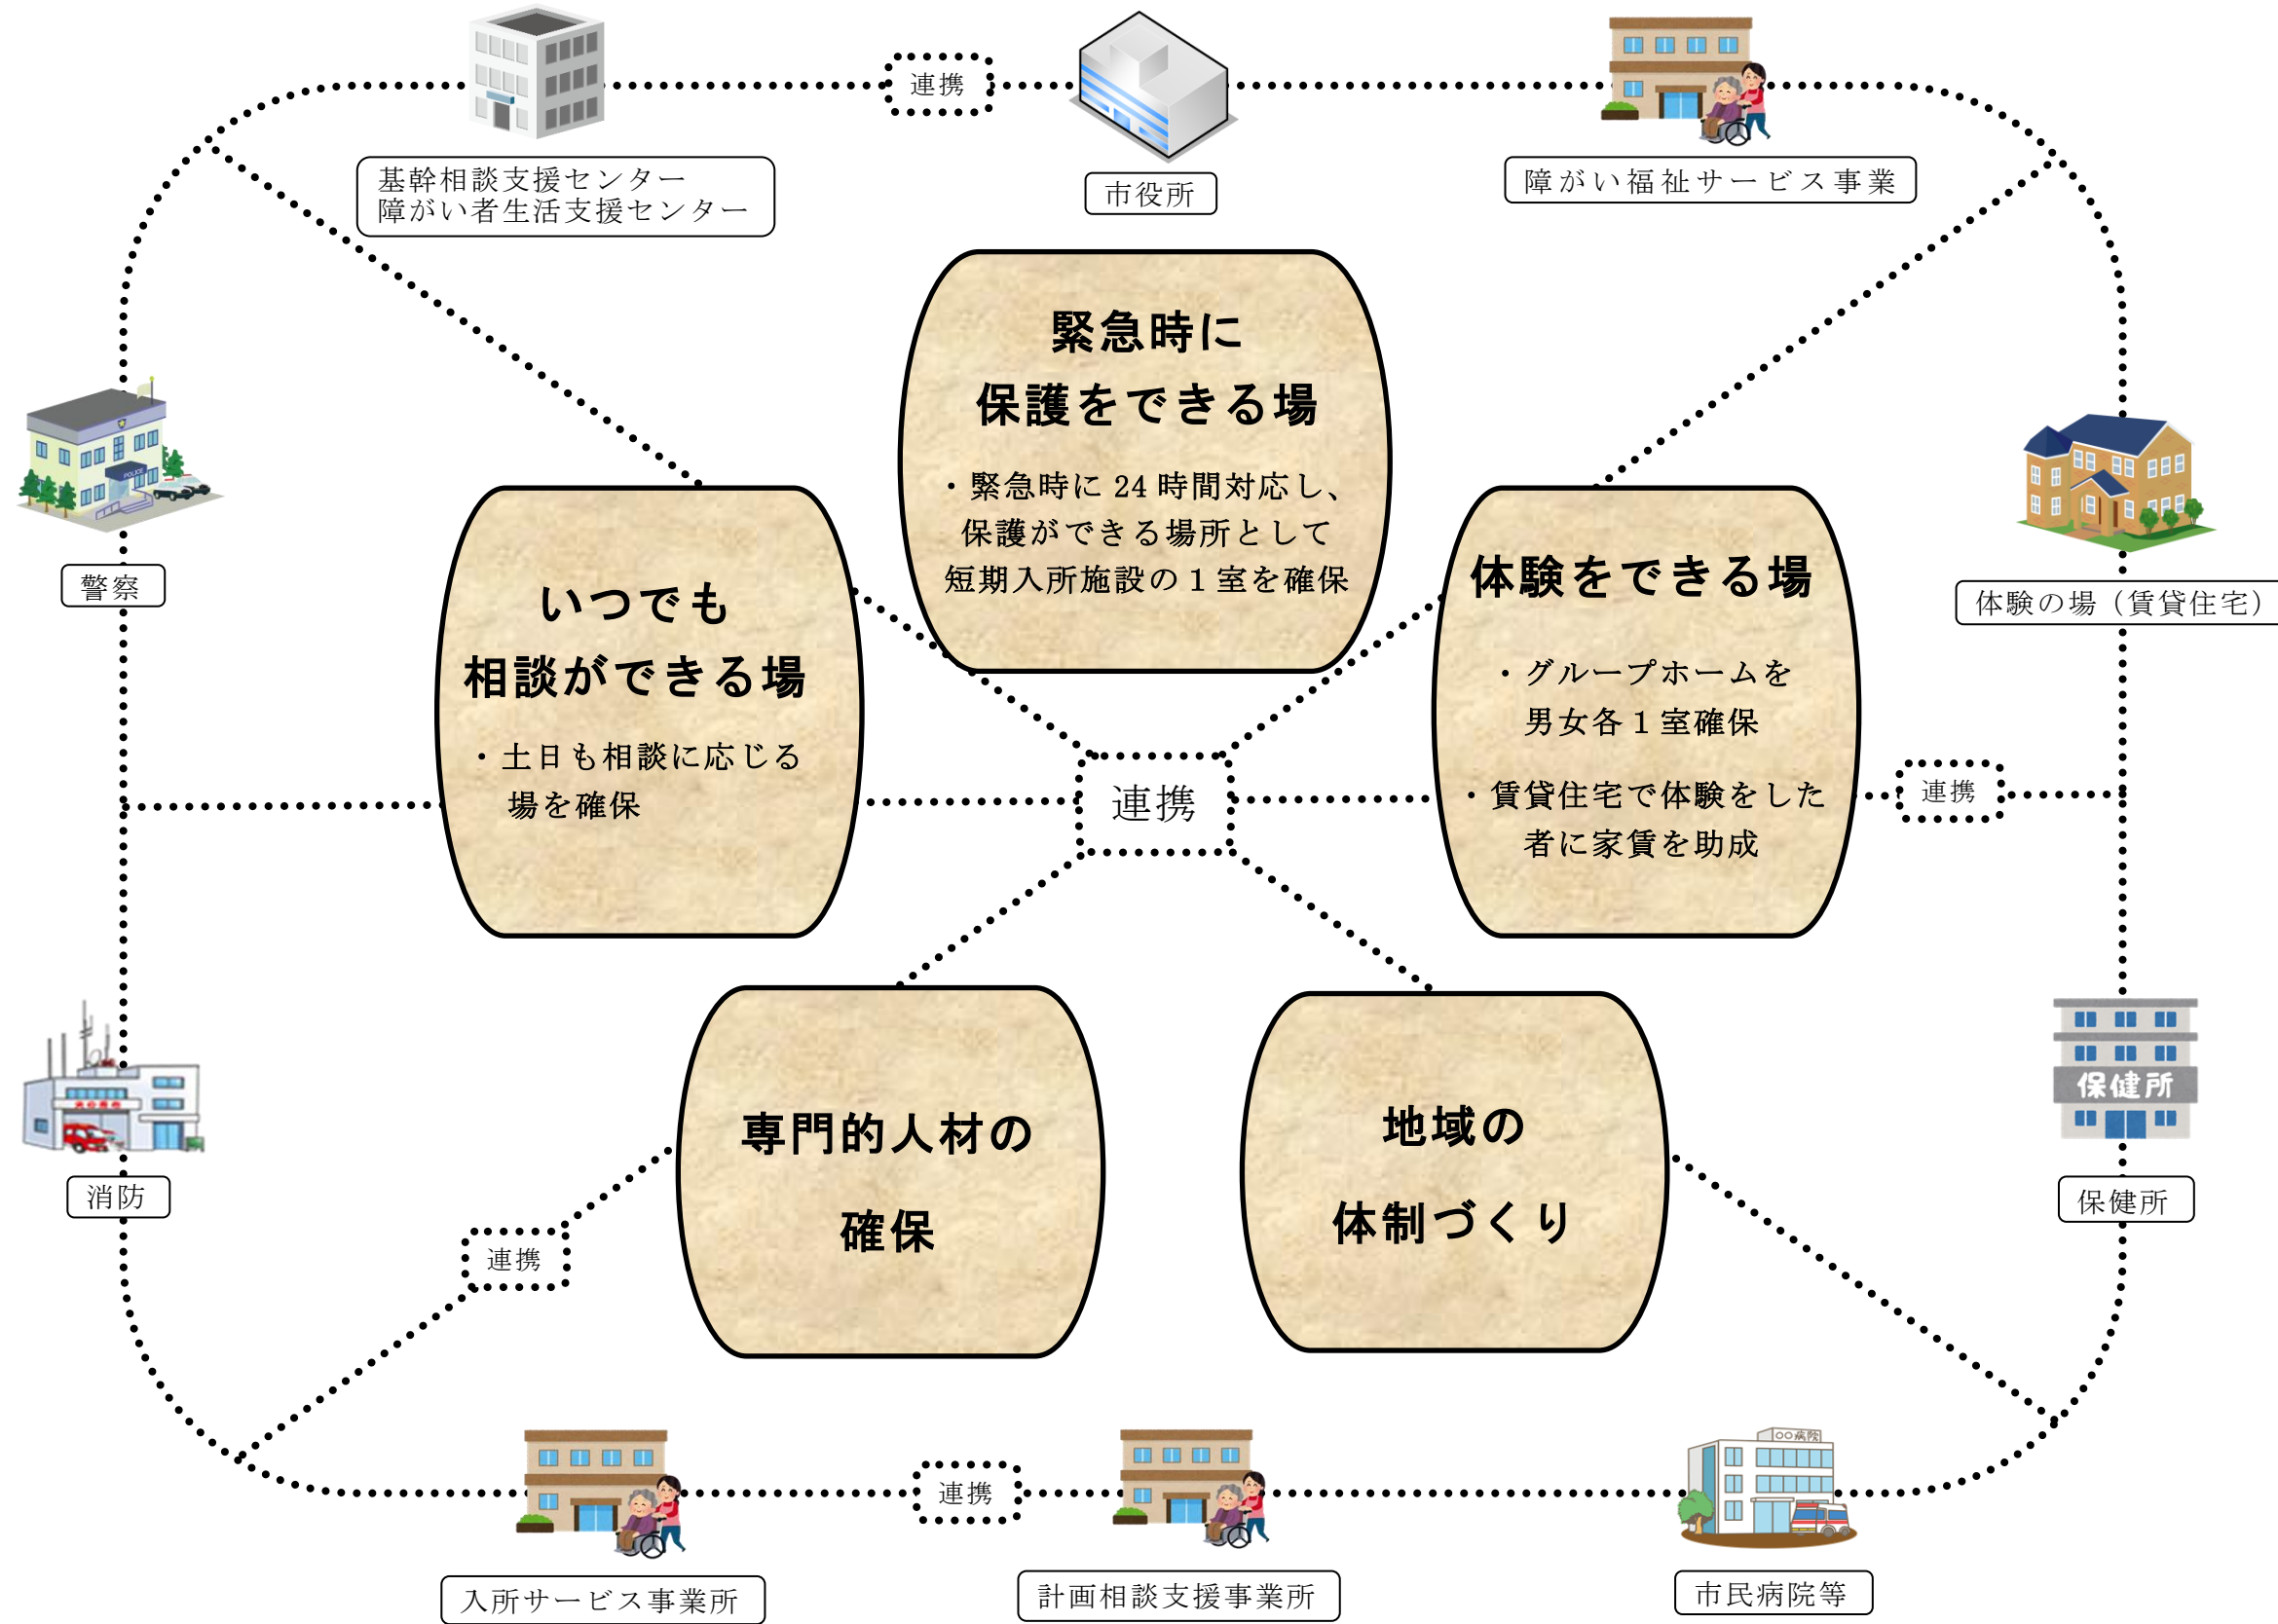 連携
基幹相談支援センター
障がい者生活支援センター
市役所
障がい福祉サービス事業
緊急時に
保護をできる場
・緊急時に 24 時間対応し、
保護ができる場所として
短期入所施設の 1 室を確保
POLICE
警察
いつでも
相談ができる場
・土日も相談に応じる
場を確保
体験をできる場
・グループホームを
男女各 1 室確保
・賃貸住宅で体験をした
者に家賃を助成
体験の場（賃貸住宅）
連携
連携
専門的人材の
確保
地域の
体制づくり
保健所
消防
保健所
連携
〇〇病院
連携
入所サービス事業所
計画相談支援事業所
市民病院等